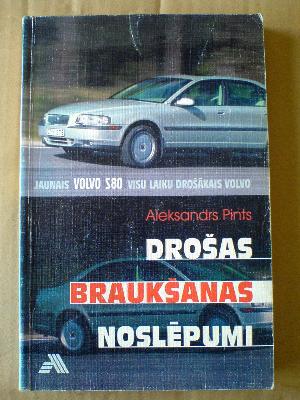 JAUNAIS VOLVO S80 VISU LAIKU DROŠĀKAIS VOLVO
Aleksandrs Pints
DROŠAS
BRAUKŠANAS
NOSLĒPUMI